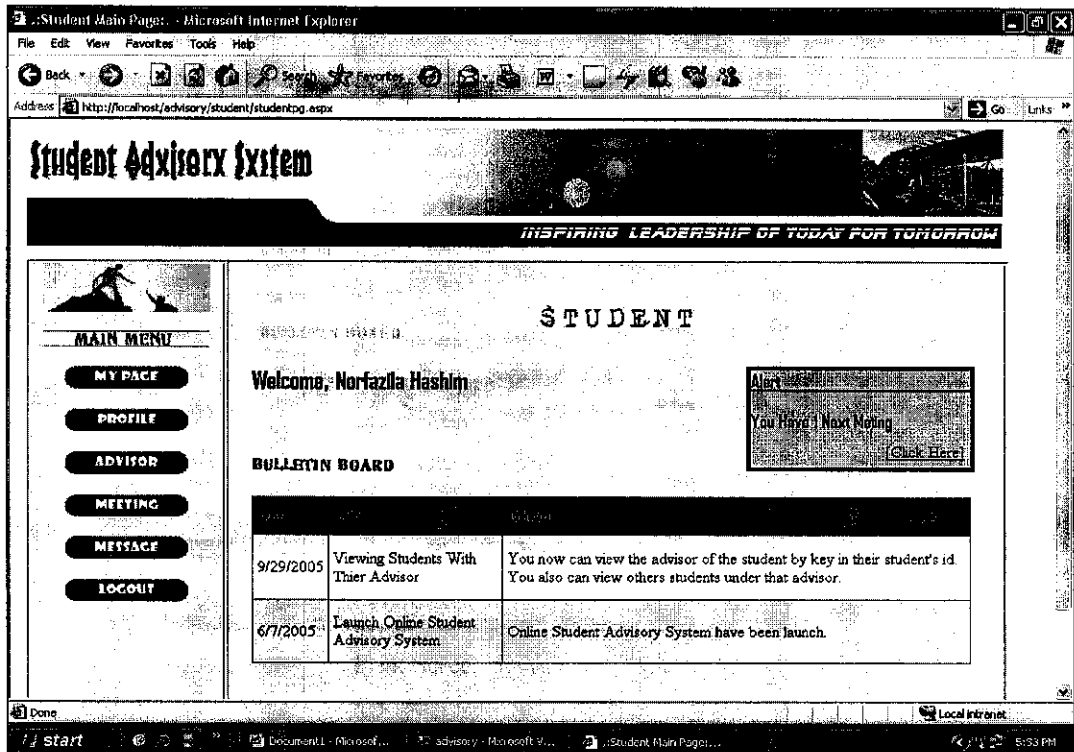 .:Student Main Page:. - Microsoft Internet Explorer
File Edit View Favorites Tools Help
Back Search Favorites
Address http://localhost/advisory/student/studentpg.aspx Go Links
Student Advisory System
INSPIRING LEADERSHIP OF TODAY FOR TOMORROW
MAIN MENU
MY PAGE
PROFILE
ADVISOR
MEETING
MESSAGE
LOGOUT
STUDENT
Welcome, Norfazila Hashim
Alert
You Have 1 Next Meting
[Click Here]
BULLETIN BOARD
9/29/2005 Viewing Students With Thier Advisor
You now can view the advisor of the student by key in their student's id.
You also can view others students under that advisor.
6/7/2005 Launch Online Student Advisory System
Online Student Advisory System have been launch.
Done Local intranet
start Document1 - Microsof... advisory - Microsoft V... .:Student Main Page:... 5:53 PM